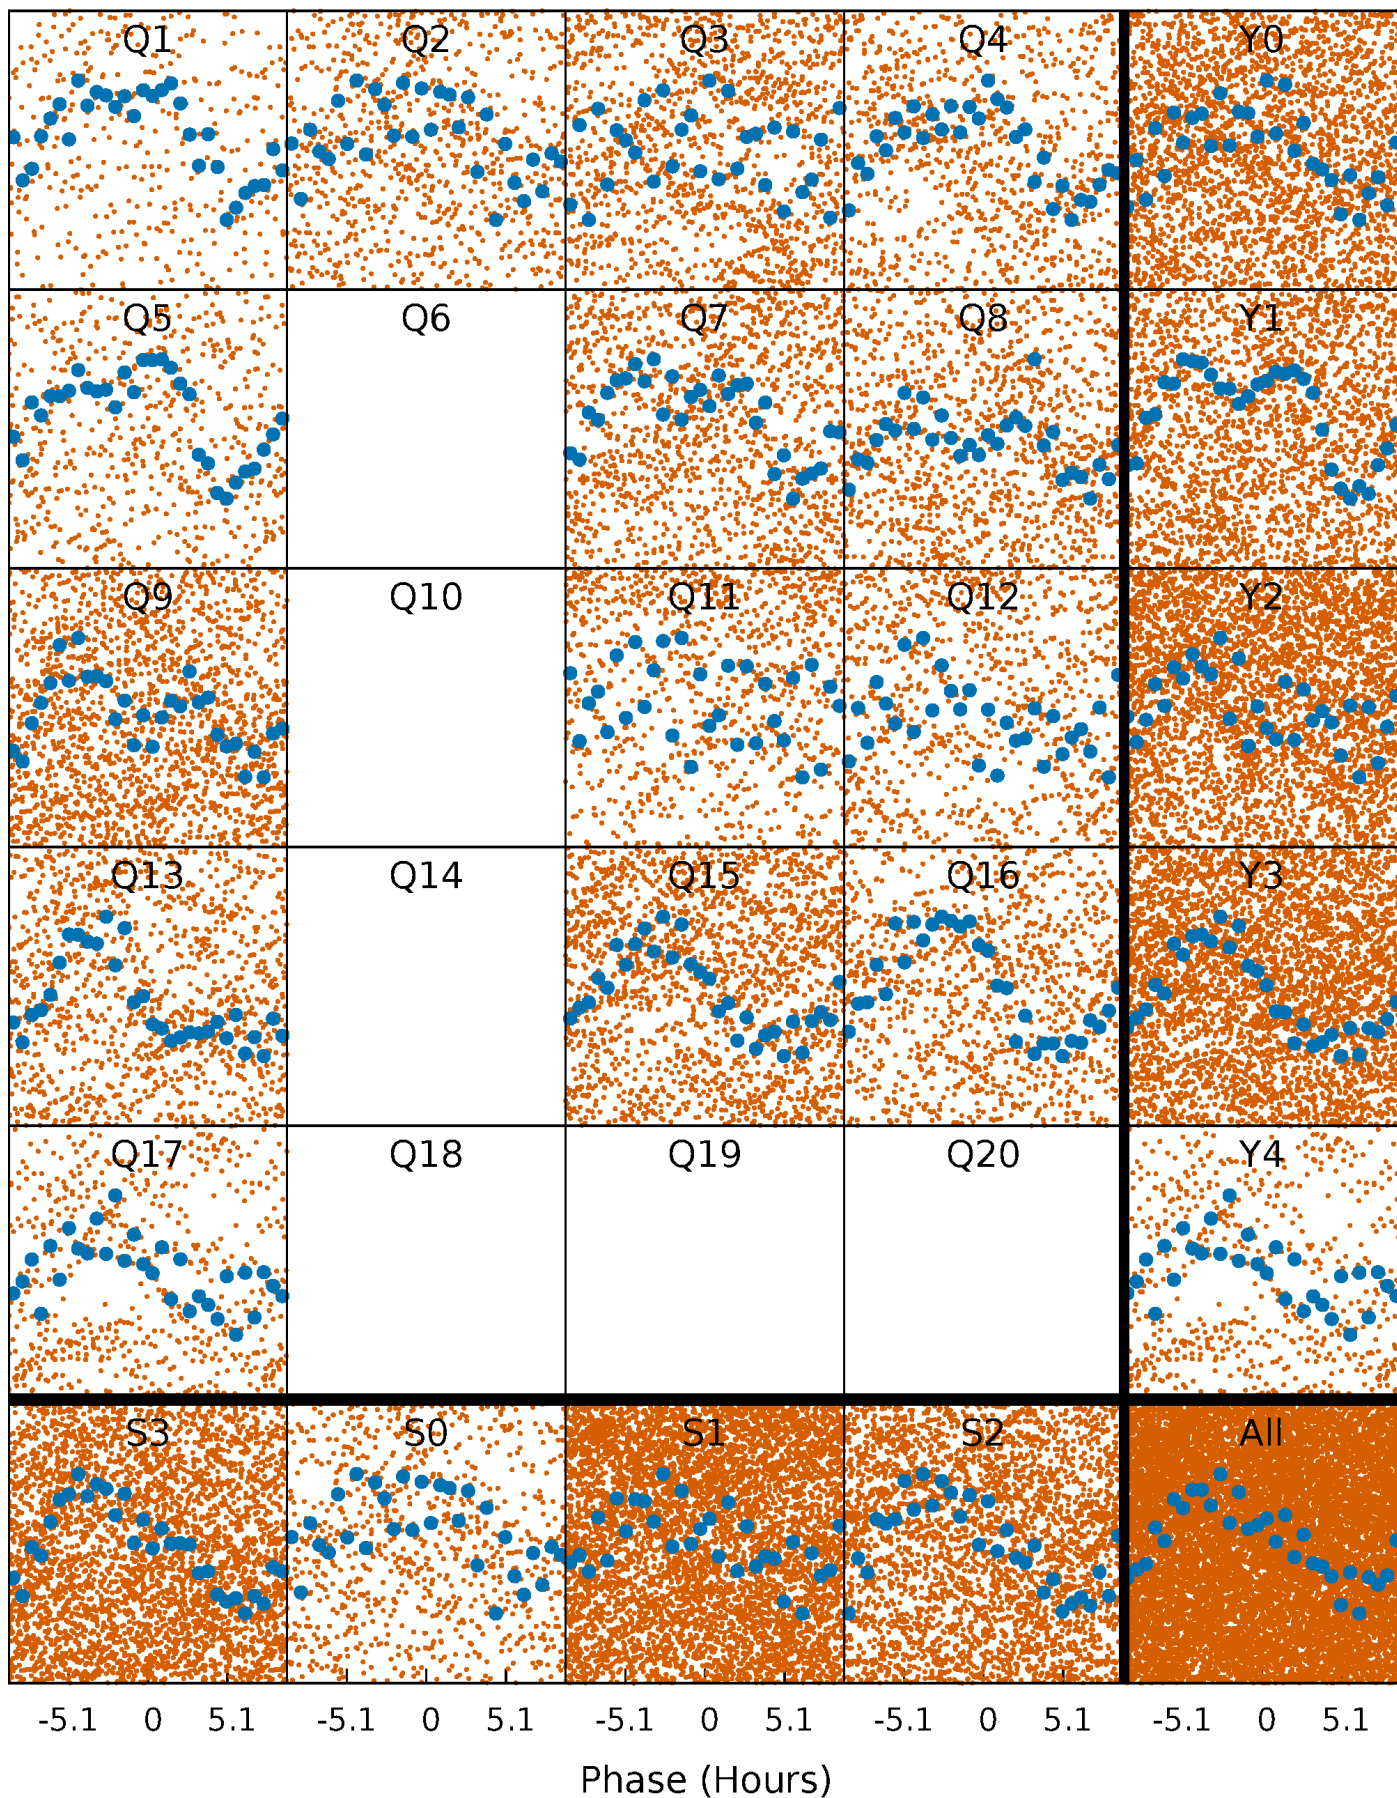 Q1 Q2 Q3 Q4 Y0
Q5 Q6 Q7 Q8 Y1
Q9 Q10 Q11 Q12 Y2
Q13 Q14 Q15 Q16 Y3
Q17 Q18 Q19 Q20 Y4
S3 S0 S1 S2 All
-5.1 0 5.1 -5.1 0 5.1 -5.1 0 5.1 -5.1 0 5.1 -5.1 0 5.1
Phase (Hours)